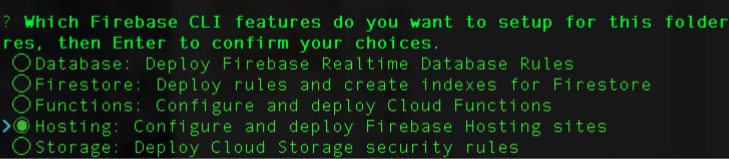 ? Which Firebase CLI features do you want to setup for this folder
res, then Enter to confirm your choices.
◯Database: Deploy Firebase Realtime Database Rules
◯Firestore: Deploy rules and create indexes for Firestore
◯Functions: Configure and deploy Cloud Functions
❯◉Hosting: Configure and deploy Firebase Hosting sites
◯Storage: Deploy Cloud Storage security rules